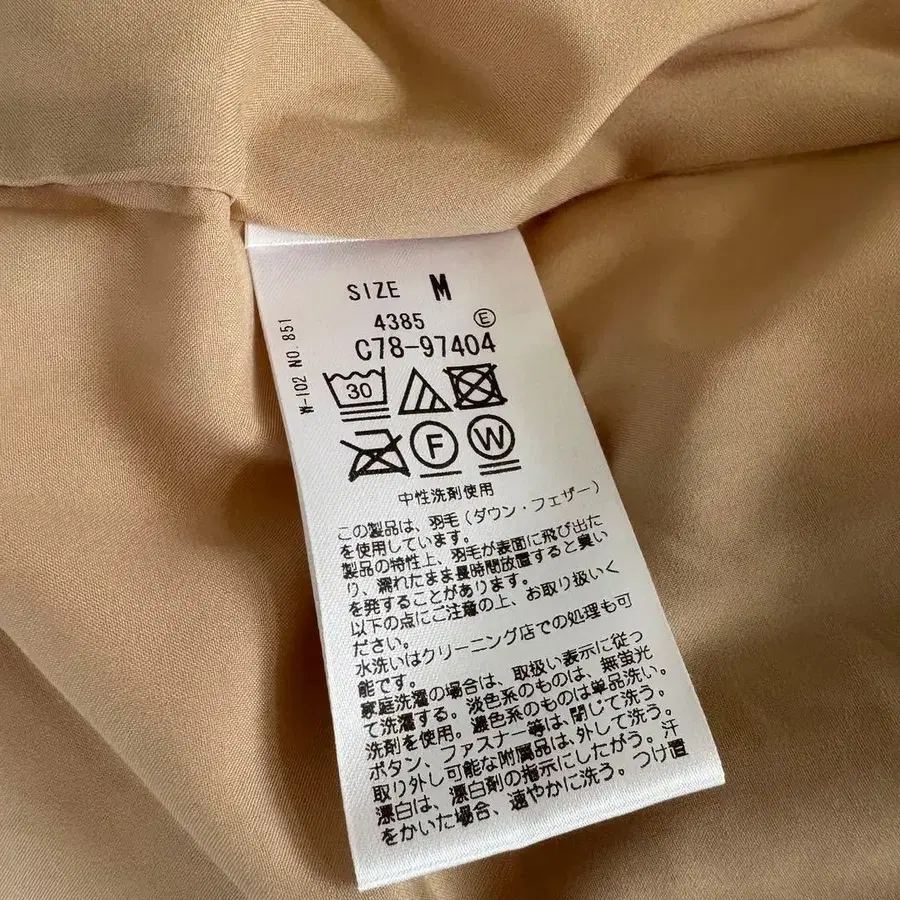 SIZE M
4385 Ⓔ
C78-97404
W-102 NO.851
30
F W
中性洗剤使用
この製品は、羽毛(ダウン・フェザー)
を使用しています。
製品の特性上、羽毛が表面に飛び出た
り、濡れたまま長時間放置すると臭い
を発することがあります。
以下の点にご注意の上、お取り扱いく
ださい。
水洗いはクリーニング店での処理も可
能です。
家庭洗濯の場合は、取扱い表示に従っ
て洗濯する。淡色系のものは、無蛍光
洗剤を使用。濃色系のものは単品洗い。
ボタン、ファスナー等は、閉じて洗う。
取り外し可能な附属品は、外して洗う。
漂白は、漂白剤の指示にしたがう。汗
をかいた場合、速やかに洗う。つけ置